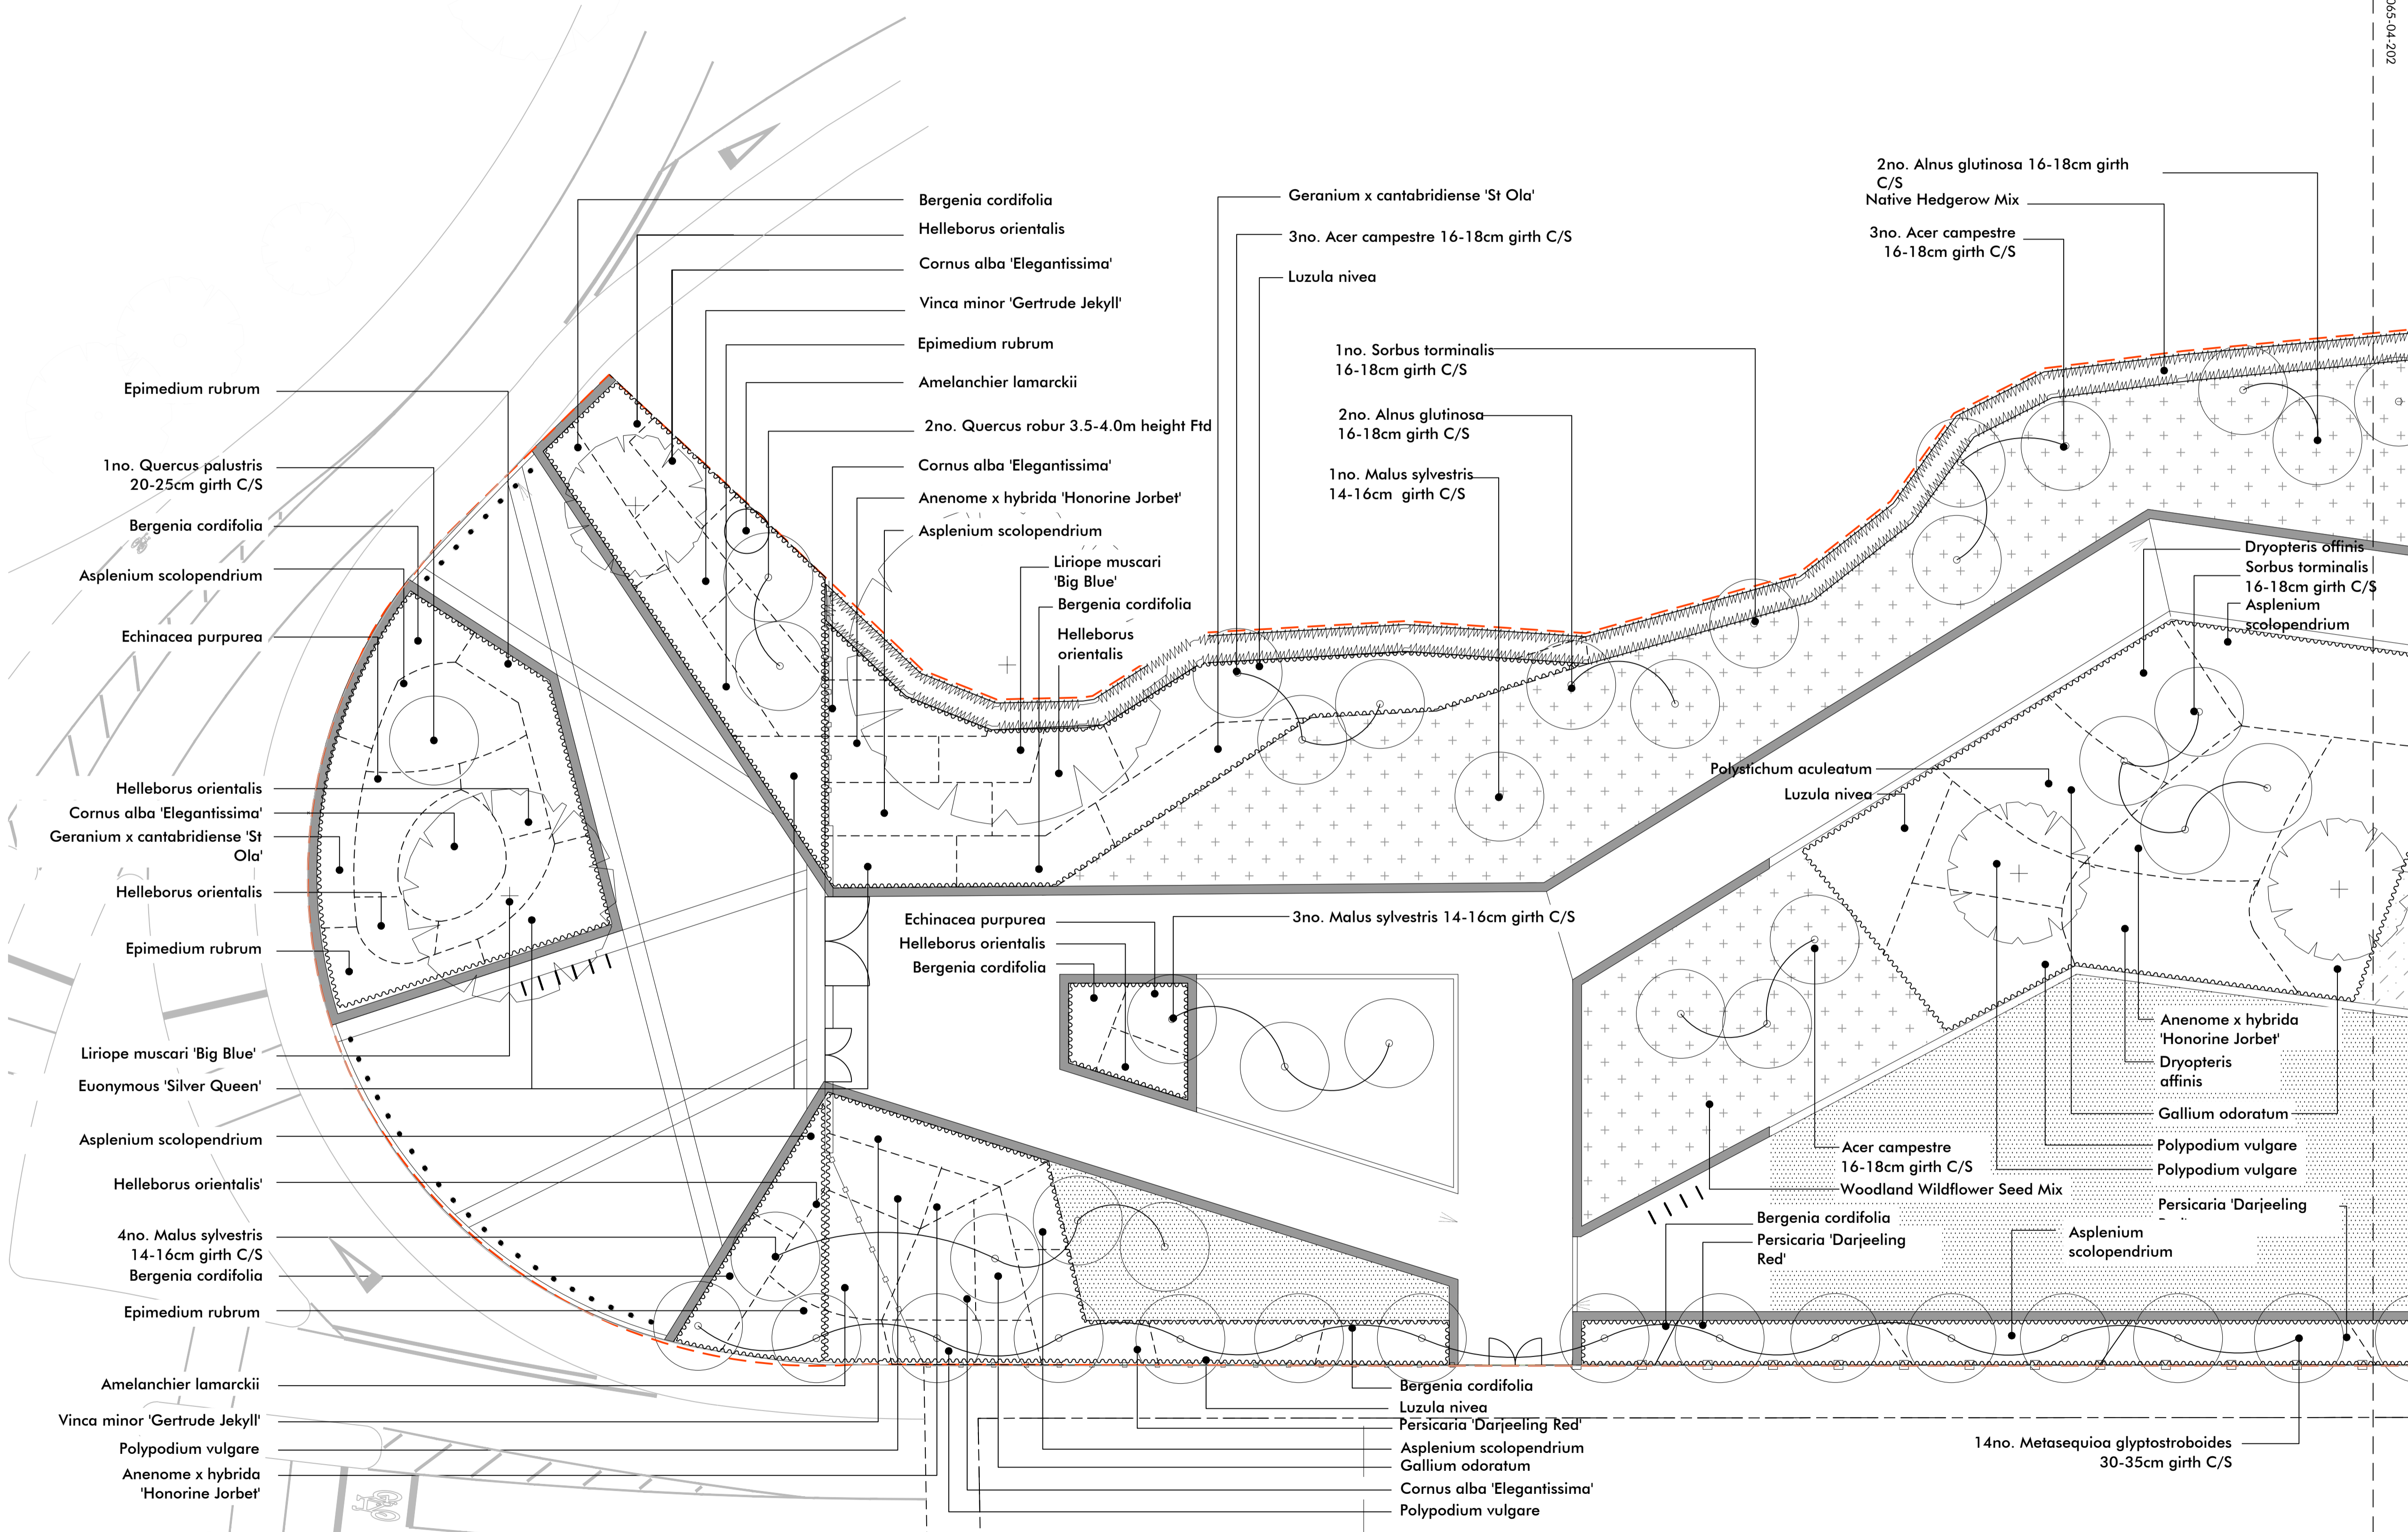 065-04-202
Bergenia cordifolia
Helleborus orientalis
Cornus alba 'Elegantissima'
Vinca minor 'Gertrude Jekyll'
Epimedium rubrum
Amelanchier lamarckii
2no. Quercus robur 3.5-4.0m height Ftd
Cornus alba 'Elegantissima'
Anenome x hybrida 'Honorine Jorbet'
Asplenium scolopendrium
Liriope muscari
'Big Blue'
Bergenia cordifolia
Helleborus
orientalis
Geranium x cantabridiense 'St Ola'
3no. Acer campestre 16-18cm girth C/S
Luzula nivea
1no. Sorbus torminalis
16-18cm girth C/S
2no. Alnus glutinosa
16-18cm girth C/S
1no. Malus sylvestris
14-16cm girth C/S
2no. Alnus glutinosa 16-18cm girth
C/S
Native Hedgerow Mix
3no. Acer campestre
16-18cm girth C/S
Dryopteris offinis
Sorbus torminalis
16-18cm girth C/S
Asplenium
scolopendrium
Polystichum aculeatum
Luzula nivea
Epimedium rubrum
1no. Quercus palustris
20-25cm girth C/S
Bergenia cordifolia
Asplenium scolopendrium
Echinacea purpurea
Helleborus orientalis
Cornus alba 'Elegantissima'
Geranium x cantabridiense 'St
Ola'
Helleborus orientalis
Epimedium rubrum
Liriope muscari 'Big Blue'
Euonymous 'Silver Queen'
Asplenium scolopendrium
Helleborus orientalis'
4no. Malus sylvestris
14-16cm girth C/S
Bergenia cordifolia
Epimedium rubrum
Amelanchier lamarckii
Vinca minor 'Gertrude Jekyll'
Polypodium vulgare
Anenome x hybrida
'Honorine Jorbet'
Echinacea purpurea
Helleborus orientalis
Bergenia cordifolia
3no. Malus sylvestris 14-16cm girth C/S
Anenome x hybrida
'Honorine Jorbet'
Dryopteris
affinis
Gallium odoratum
Polypodium vulgare
Polypodium vulgare
Acer campestre
16-18cm girth C/S
Woodland Wildflower Seed Mix
Persicaria 'Darjeeling
Bergenia cordifolia
Persicaria 'Darjeeling
Red'
Asplenium
scolopendrium
Bergenia cordifolia
Luzula nivea
Persicaria 'Darjeeling Red'
Asplenium scolopendrium
Gallium odoratum
Cornus alba 'Elegantissima'
Polypodium vulgare
14no. Metasequioa glyptostroboides
30-35cm girth C/S